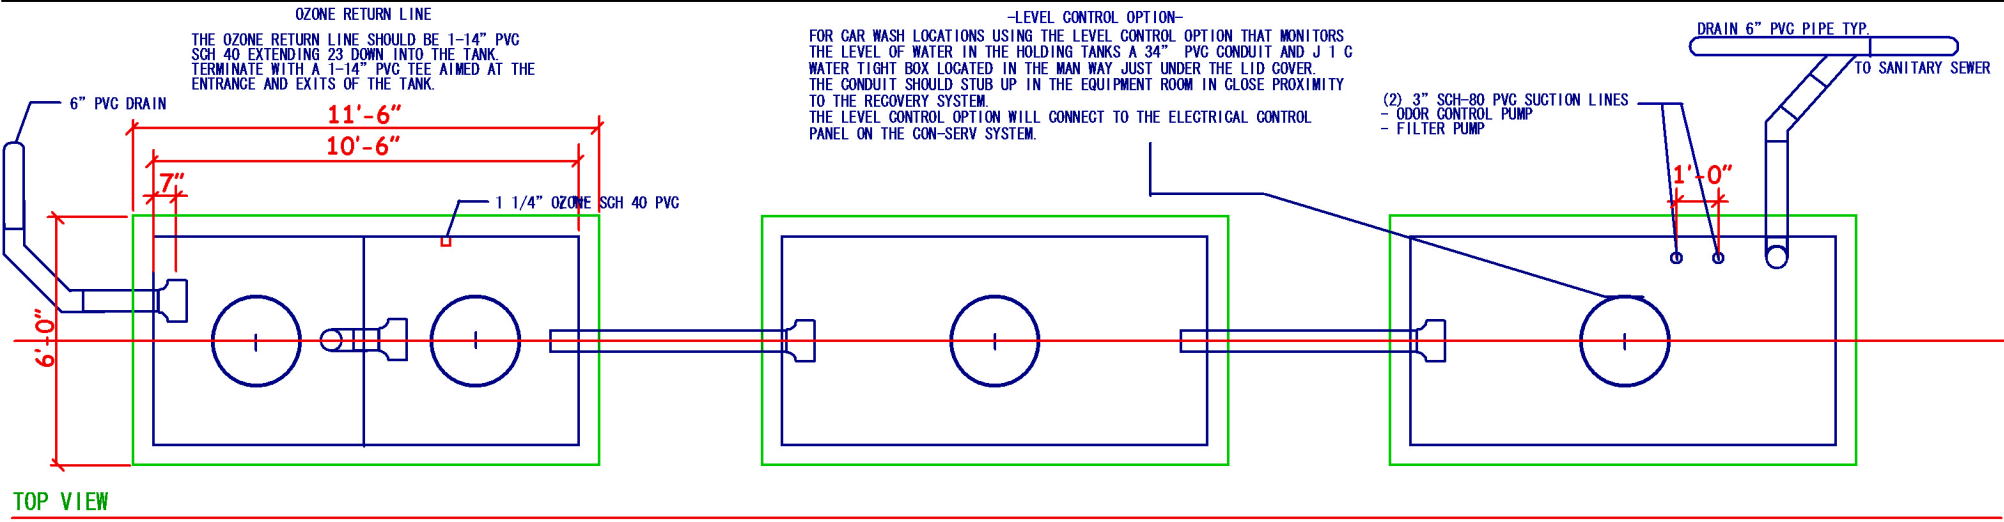 OZONE RETURN LINE
THE OZONE RETURN LINE SHOULD BE 1-14” PVC
SCH 40 EXTENDING 23 DOWN INTO THE TANK.
TERMINATE WITH A 1-14” PVC TEE AIMED AT THE
ENTRANCE AND EXITS OF THE TANK.
-LEVEL CONTROL OPTION-
FOR CAR WASH LOCATIONS USING THE LEVEL CONTROL OPTION THAT MONITORS
THE LEVEL OF WATER IN THE HOLDING TANKS A 34” PVC CONDUIT AND J 1 C
WATER TIGHT BOX LOCATED IN THE MAN WAY JUST UNDER THE LID COVER.
THE CONDUIT SHOULD STUB UP IN THE EQUIPMENT ROOM IN CLOSE PROXIMITY
TO THE RECOVERY SYSTEM.
THE LEVEL CONTROL OPTION WILL CONNECT TO THE ELECTRICAL CONTROL
PANEL ON THE CON-SERV SYSTEM.
DRAIN 6” PVC PIPE TYP.
TO SANITARY SEWER
(2) 3” SCH-80 PVC SUCTION LINES
- ODOR CONTROL PUMP
- FILTER PUMP
6” PVC DRAIN
11'-6”
10'-6”
7”
1 1/4” OZONE SCH 40 PVC
1'-0”
6'-0”
TOP VIEW